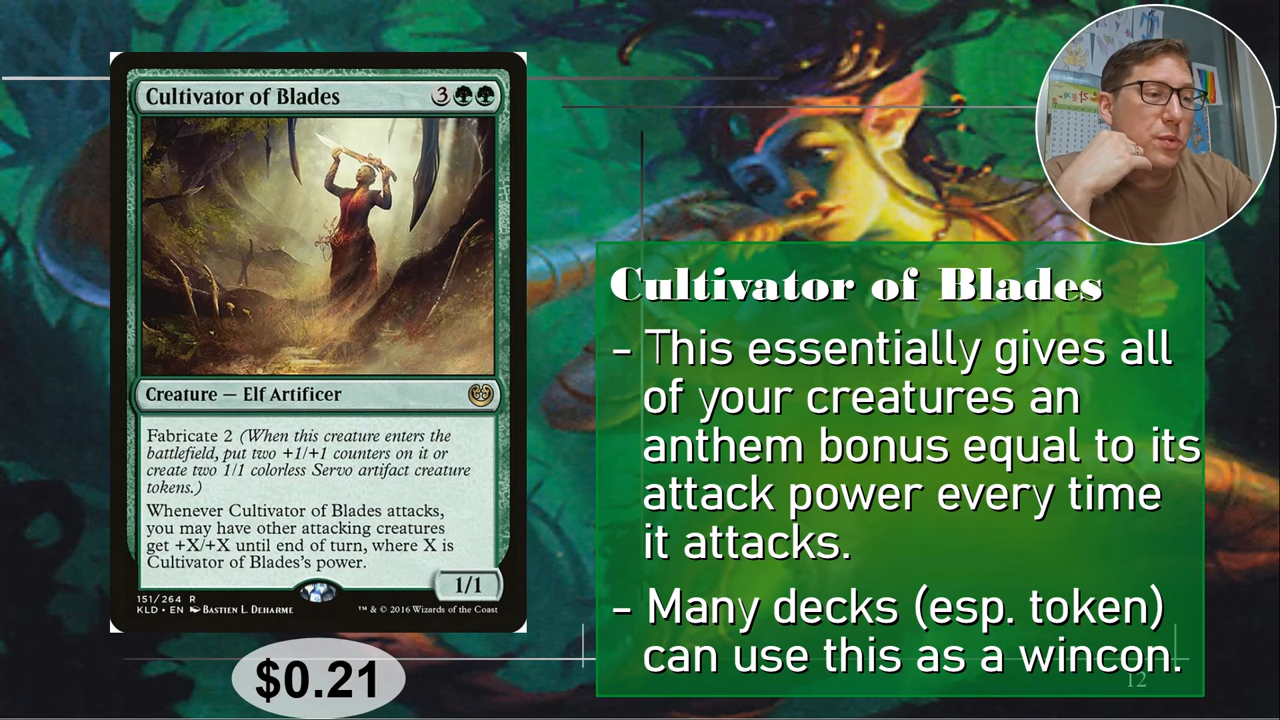 Cultivator of Blades
3
Creature — Elf Artificer
Fabricate 2 (When this creature enters the
battlefield, put two +1/+1 counters on it or
create two 1/1 colorless Servo artifact creature
tokens.)
Whenever Cultivator of Blades attacks,
you may have other attacking creatures
get +X/+X until end of turn, where X is
Cultivator of Blades's power.
1/1
151/264 R
KLD • EN Bastien L. Deharme
™ & © 2016 Wizards of the Coast
$0.21
Cultivator of Blades
– This essentially gives all
of your creatures an
anthem bonus equal to its
attack power every time
it attacks.
– Many decks (esp. token)
can use this as a wincon.
12